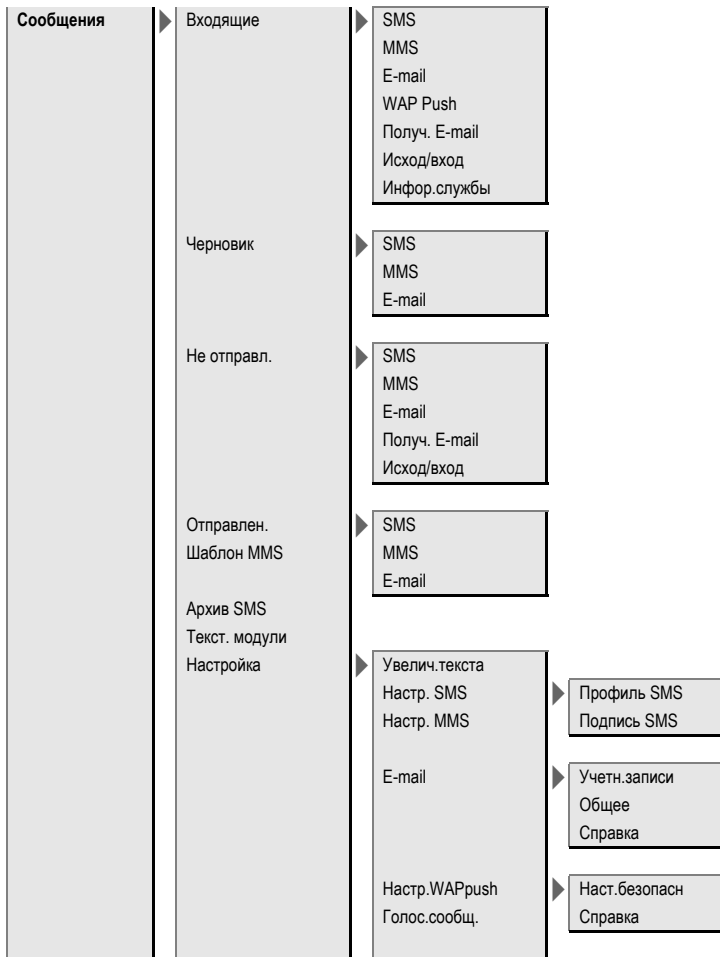 Сообщения Входящие SMS
MMS
E-mail
WAP Push
Получ. E-mail
Исход/вход
Инфор.службы
Черновик SMS
MMS
E-mail
Не отправл. SMS
MMS
E-mail
Получ. E-mail
Исход/вход
Отправлен. SMS
Шаблон MMS MMS
E-mail
Архив SMS
Текст. модули
Настройка Увелич.текста
Настр. SMS Профиль SMS
Настр. MMS Подпись SMS
E-mail Учетн.записи
Общее
Справка
Настр.WAPpush Наст.безопасн
Голос.сообщ. Справка